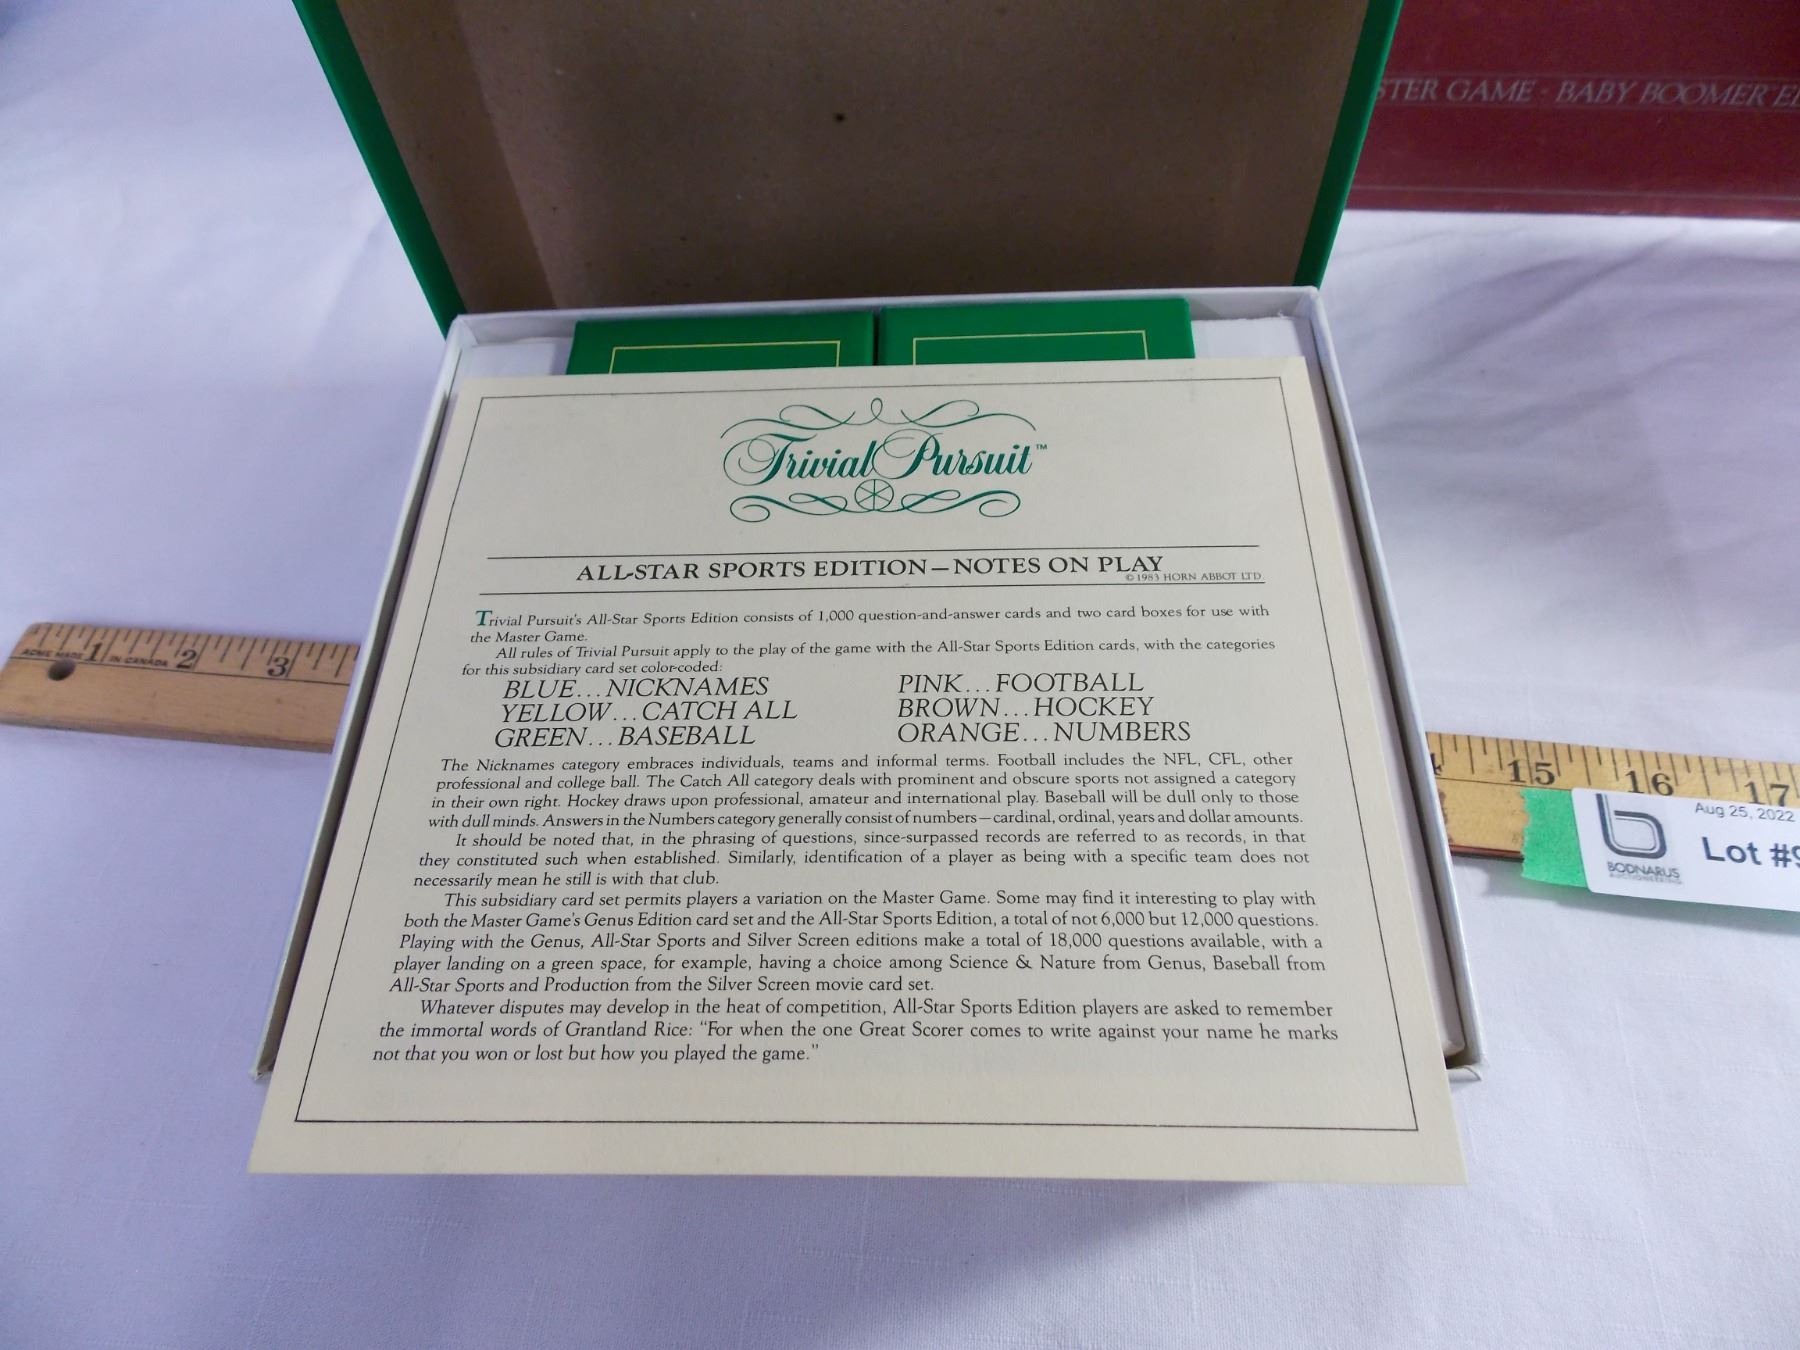 STER GAME · BABY BOOMER
Trivial Pursuit™
ALL-STAR SPORTS EDITION—NOTES ON PLAY
© 1983 HORN ABBOT LTD.
Trivial Pursuit's All-Star Sports Edition consists of 1,000 question-and-answer cards and two card boxes for use with
the Master Game.
All rules of Trivial Pursuit apply to the play of the game with the All-Star Sports Edition cards, with the categories
for this subsidiary card set color-coded:
BLUE...NICKNAMES PINK...FOOTBALL
YELLOW...CATCH ALL BROWN...HOCKEY
GREEN...BASEBALL ORANGE...NUMBERS
The Nicknames category embraces individuals, teams and informal terms. Football includes the NFL, CFL, other
professional and college ball. The Catch All category deals with prominent and obscure sports not assigned a category
in their own right. Hockey draws upon professional, amateur and international play. Baseball will be dull only to those
with dull minds. Answers in the Numbers category generally consist of numbers—cardinal, ordinal, years and dollar amounts.
It should be noted that, in the phrasing of questions, since-surpassed records are referred to as records, in that
they constituted such when established. Similarly, identification of a player as being with a specific team does not
necessarily mean he still is with that club.
This subsidiary card set permits players a variation on the Master Game. Some may find it interesting to play with
both the Master Game's Genus Edition card set and the All-Star Sports Edition, a total of not 6,000 but 12,000 questions.
Playing with the Genus, All-Star Sports and Silver Screen editions make a total of 18,000 questions available, with a
player landing on a green space, for example, having a choice among Science & Nature from Genus, Baseball from
All-Star Sports and Production from the Silver Screen movie card set.
Whatever disputes may develop in the heat of competition, All-Star Sports Edition players are asked to remember
the immortal words of Grantland Rice: "For when the one Great Scorer comes to write against your name he marks
not that you won or lost but how you played the game."
ACME MADE IN CANADA
1 2 3
15 16 17
b
BODNARUS
AUCTIONEERING
Aug 25, 2022
Lot #9